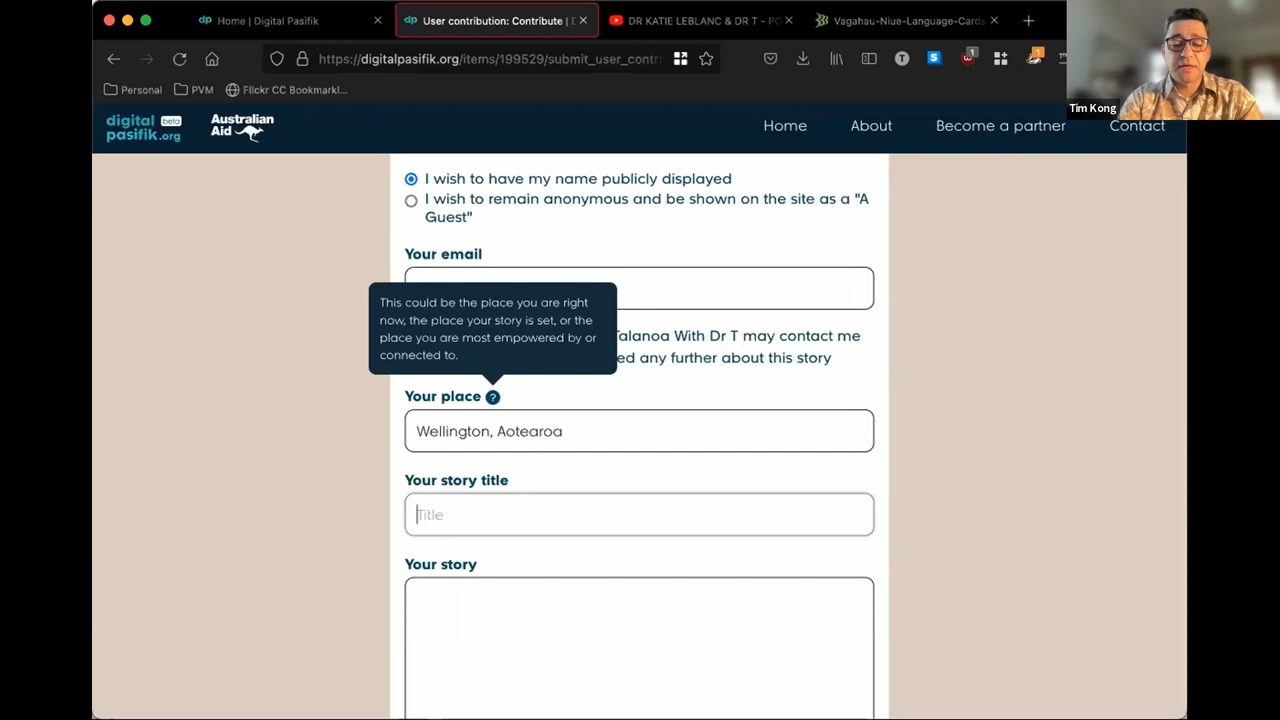 Home | Digital Pasifik
User contribution: Contribute |
DR KATIE LEBLANC & DR T - PO
Vagahau-Niue-Language-Cards
https://digitalpasifik.org/items/199529/submit_user_contr
1
1
Personal
PVM
Flickr CC Bookmarkl...
Tim Kong
digital beta
pasifik.org
Australian
Aid
Home
About
Become a partner
Contact
I wish to have my name publicly displayed
I wish to remain anonymous and be shown on the site as a "A
Guest"
Your email
This could be the place you are right
now, the place your story is set, or the
place you are most empowered by or
connected to.
Talanoa With Dr T may contact me
ed any further about this story
Your place ?
Wellington, Aotearoa
Your story title
Title
Your story